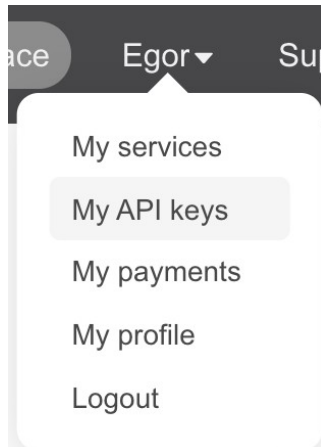 ace Egor Su
My services
My API keys
My payments
My profile
Logout